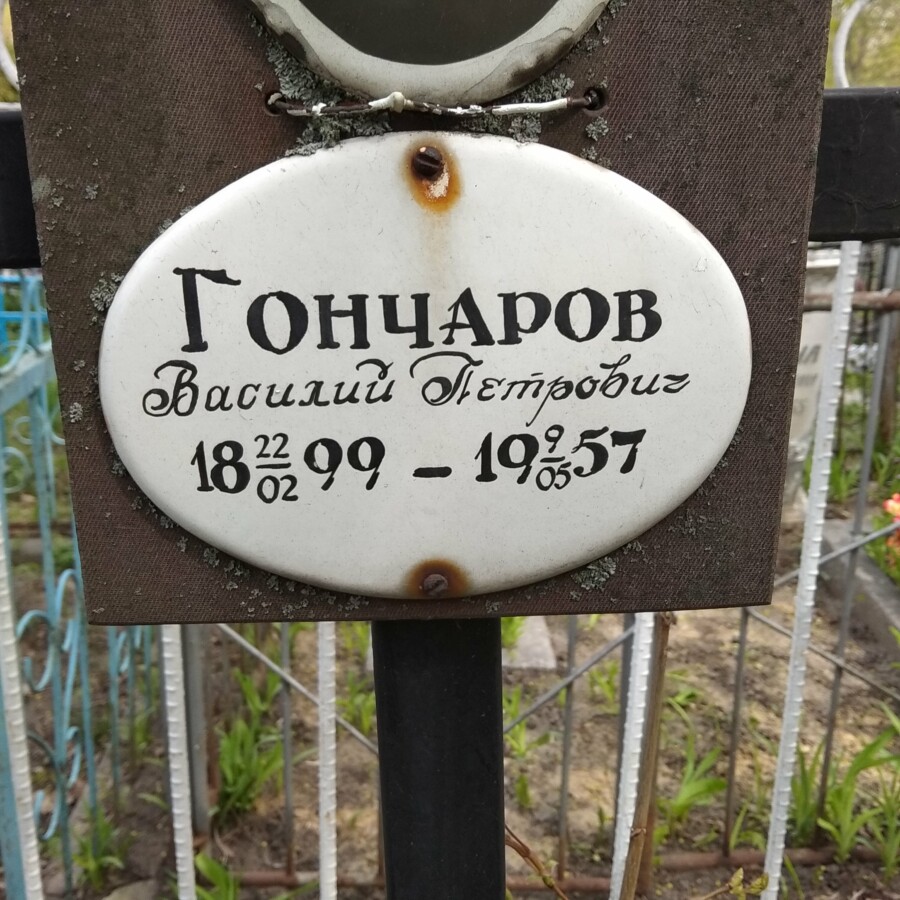 Гончаров
Василий Петрович
18 22/02 99 – 19 9/05 57